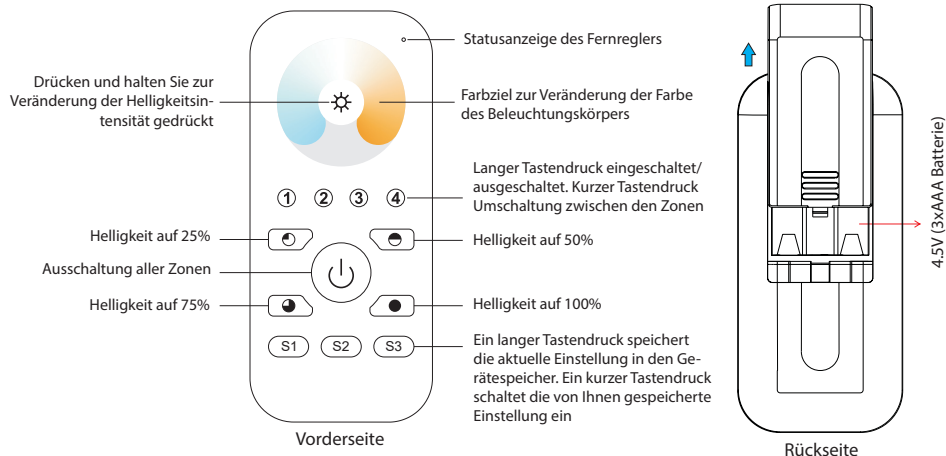 Statusanzeige des Fernreglers
Drücken und halten Sie zur
Veränderung der Helligkeitsin-
tensität gedrückt
Farbziel zur Veränderung der Farbe
des Beleuchtungskörpers
Langer Tastendruck eingeschaltet/
ausgeschaltet. Kurzer Tastendruck
Umschaltung zwischen den Zonen
1 2 3 4
Helligkeit auf 25%
Helligkeit auf 50%
Ausschaltung aller Zonen
Helligkeit auf 75%
Helligkeit auf 100%
S1 S2 S3
Ein langer Tastendruck speichert
die aktuelle Einstellung in den Ge-
rätespeicher. Ein kurzer Tastendruck
schaltet die von Ihnen gespeicherte
Einstellung ein
Vorderseite
4.5V (3xAAA Batterie)
Rückseite